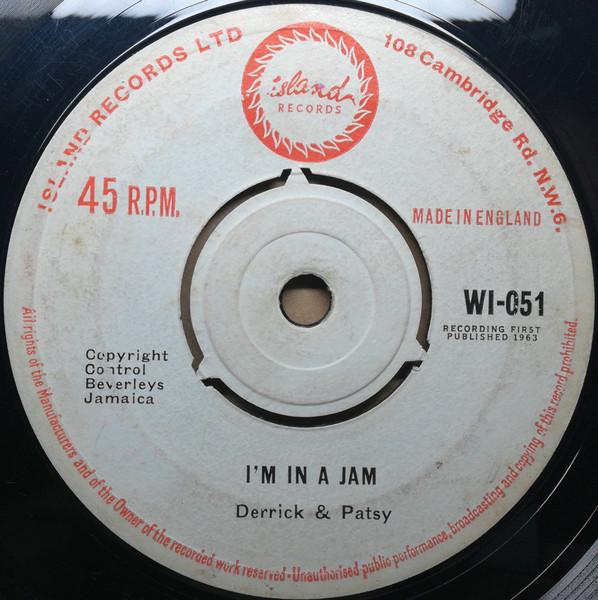 ISLAND RECORDS LTD
island
RECORDS
108 Cambridge Rd. N.W.6.
45 R.P.M.
MADE IN ENGLAND
WI-051
RECORDING FIRST
PUBLISHED 1963
Copyright
Control
Beverleys
Jamaica
I'M IN A JAM
Derrick & Patsy
All rights of the Manufacturers and of the Owner of the recorded work reserved·Unauthorised public performance, broadcasting and copying of this record prohibited.